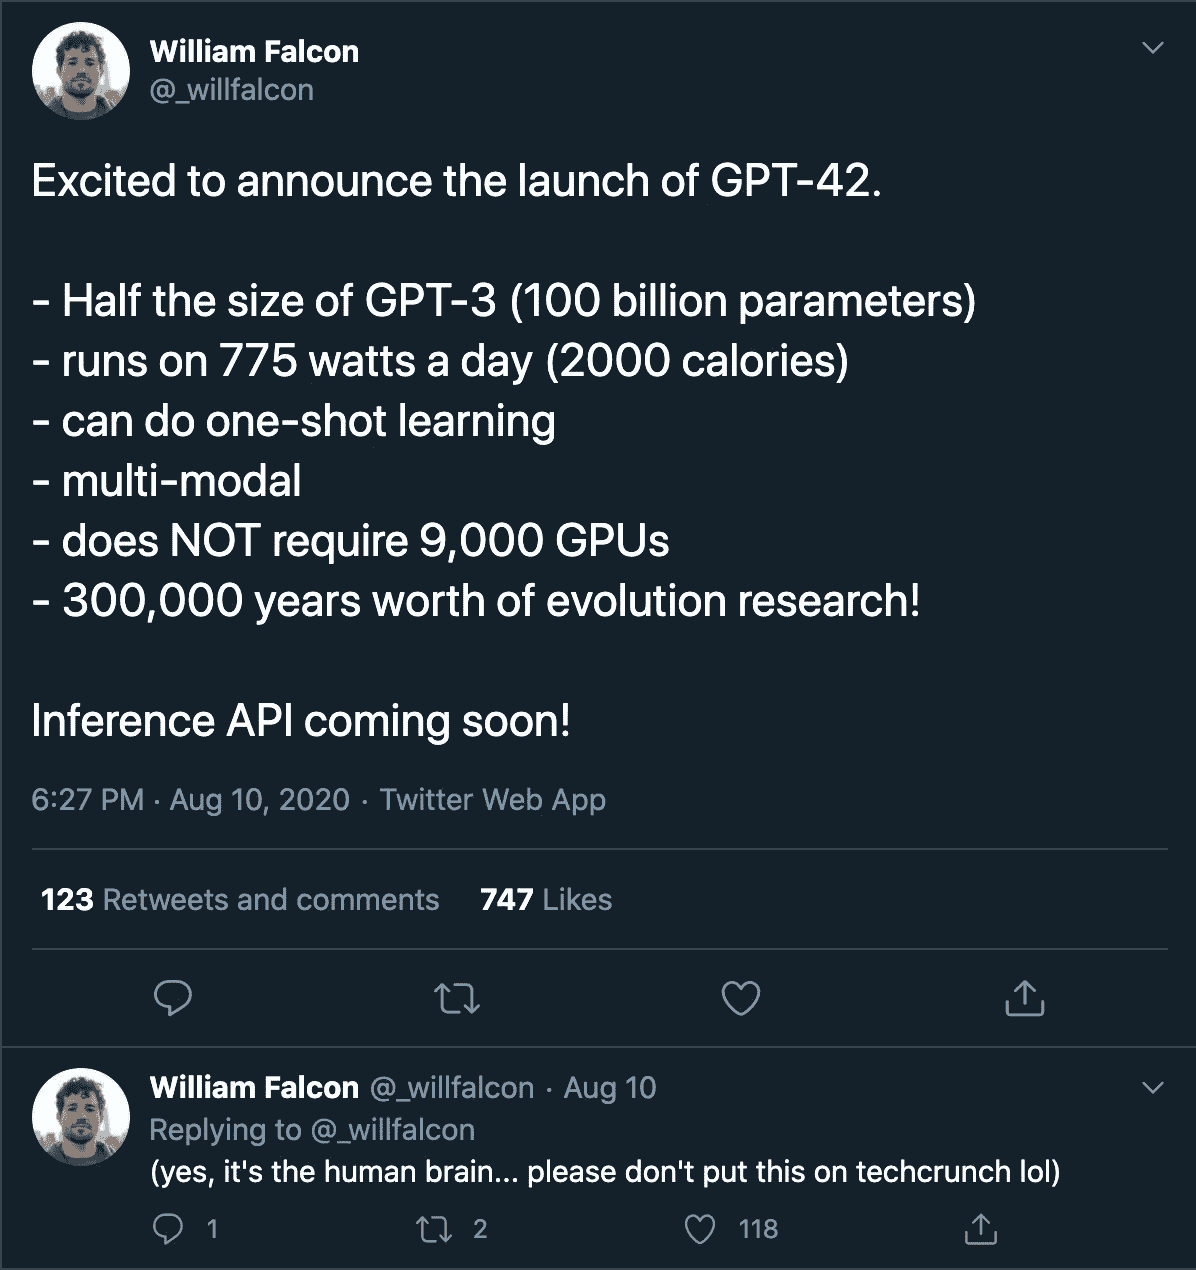 William Falcon
@_willfalcon
Excited to announce the launch of GPT-42.
- Half the size of GPT-3 (100 billion parameters)
- runs on 775 watts a day (2000 calories)
- can do one-shot learning
- multi-modal
- does NOT require 9,000 GPUs
- 300,000 years worth of evolution research!
Inference API coming soon!
6:27 PM · Aug 10, 2020 · Twitter Web App
123 Retweets and comments 747 Likes
William Falcon @_willfalcon · Aug 10
Replying to @_willfalcon
(yes, it's the human brain... please don't put this on techcrunch lol)
1 2 118